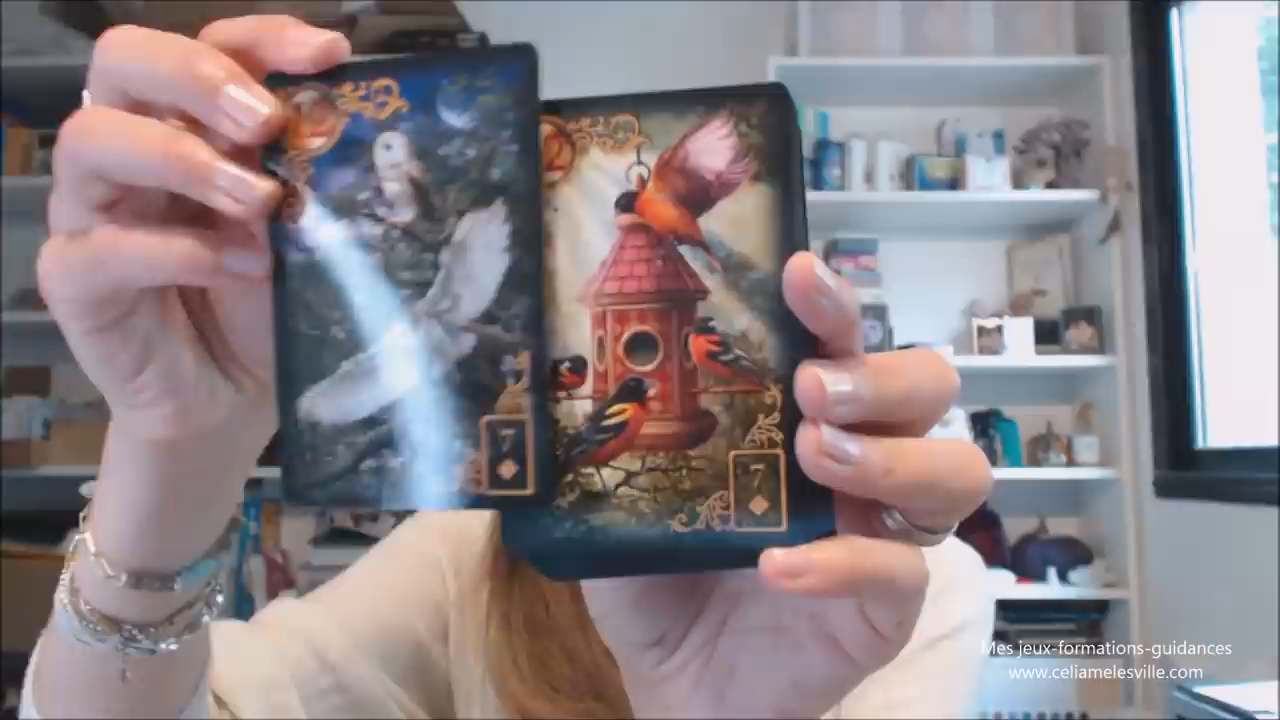 7
7
Mes jeux-formations-guidances
www.celiamelesville.com